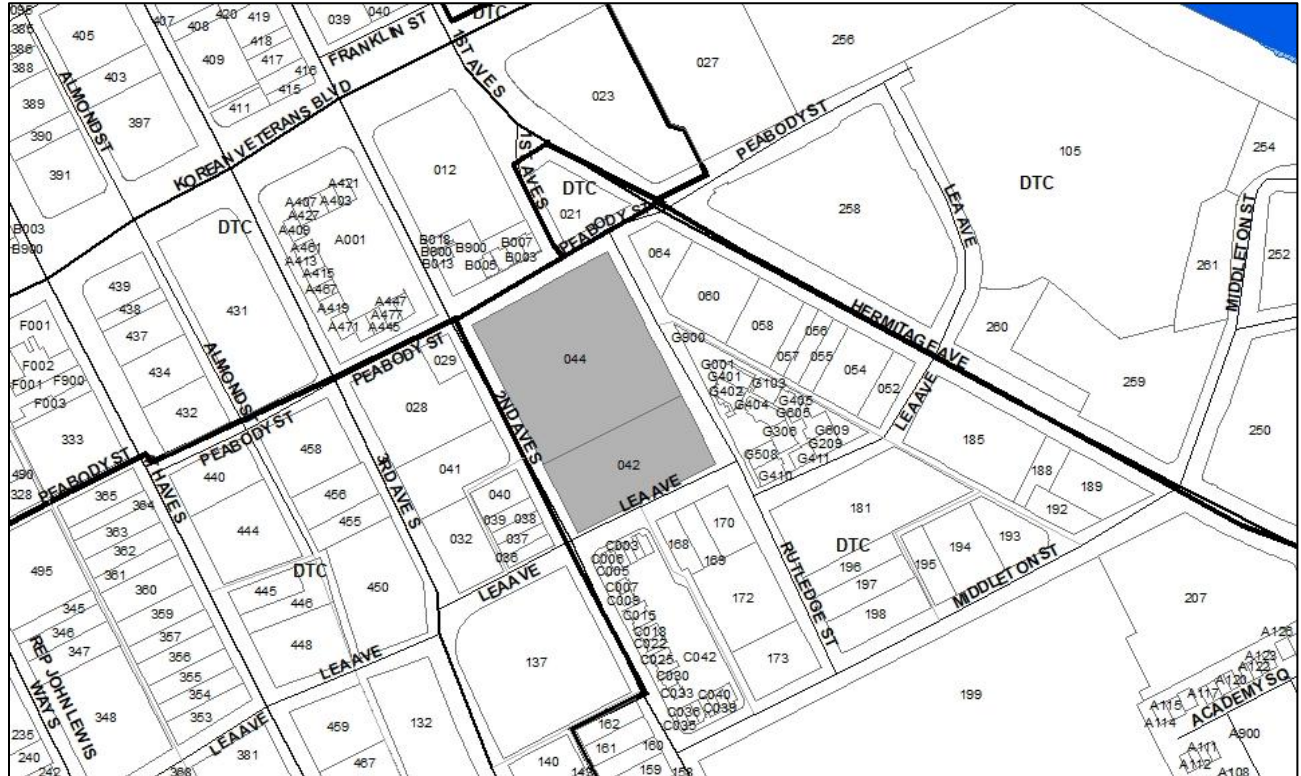 095
385
386
388
405
407
408
420
419
418
417
416
415
409
411
039
040
FRANKLIN ST
DTC
1ST AVE S
027
256
023
403
397
389
390
391
ALMOND ST
KOREAN VETERANS BLVD
012
1ST AVE S
PEABODY ST
105
254
DTC
DTC
021
258
LEA AVE
B003
B900
DTC
A407
A421
A403
A427
A409
A001
A461
A413
A415
A467
A419
A471
A447
A477
A445
B018
B800
B013
B900
B005
B007
B003
PEABODY ST
261
252
MIDDLETON ST
439
438
437
434
432
431
ALMOND ST
F001
F002
F001
F900
F003
333
490
328
PEABODY ST
029
028
041
044
2ND AVE S
064
060
058
057
056
055
054
052
HERMITAGE AVE
260
259
G900
G001
G401
G402
G103
G404
G405
G605
G306
G609
G209
G508
G411
G410
LEA AVE
250
185
188
189
192
PEABODY ST
PEABODY ST
440
444
458
456
455
3RD AVE S
040
039
038
037
036
032
042
LEA AVE
365
364
363
362
361
360
359
357
356
355
354
353
495
345
346
347
348
REP JOHN LEWIS
WAY S
DTC
445
446
448
450
LEA AVE
LEA AVE
LEA AVE
137
C003
C006
C005
C007
C009
C015
C018
C022
C025
C030
C033
C036
C035
C042
C040
C039
168
170
169
172
173
RUTLEDGE ST
181
DTC
196
197
198
195
194
193
MIDDLETON ST
207
199
A126
A123
A122
A120
A117
A115
A114
ACADEMY SQ
A111
A112
A900
A108
235
240
242
381
368
459
467
132
140
149
162
161
160
159
158